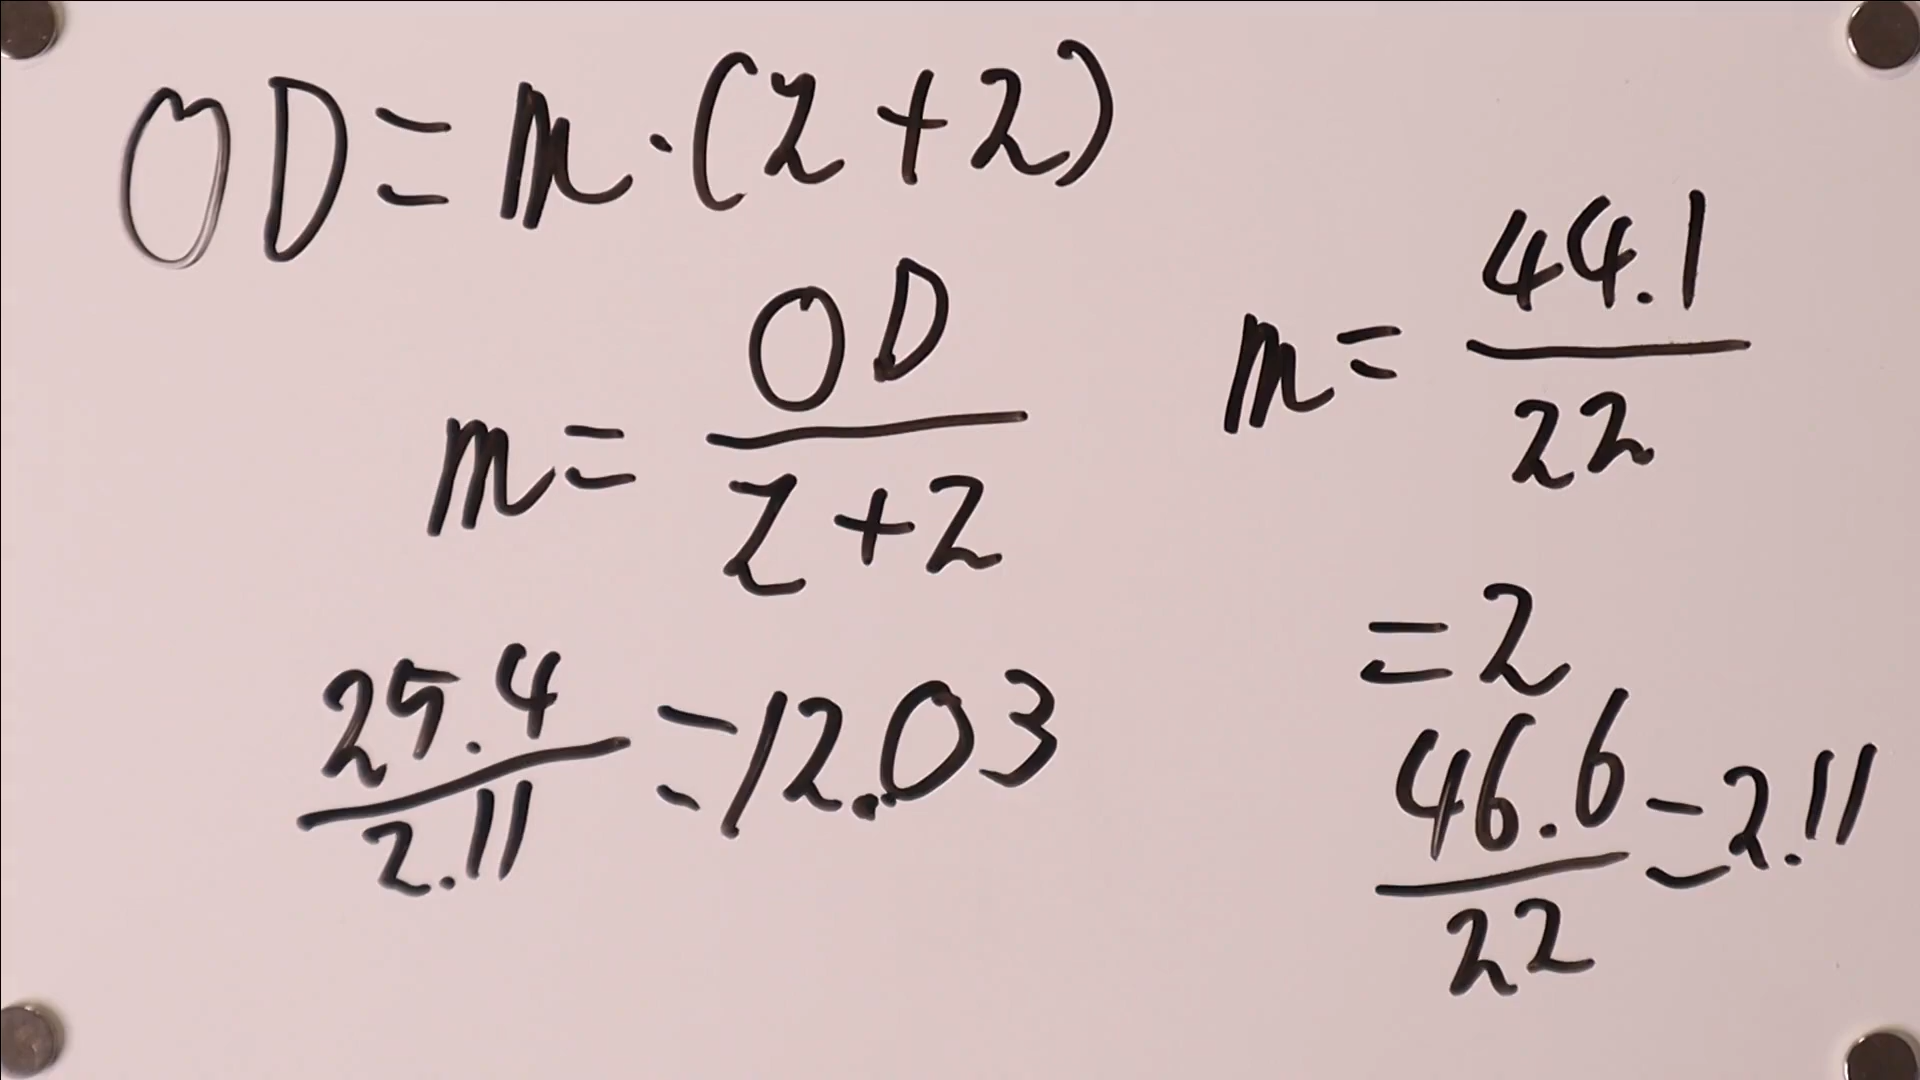 OD = m · (z + 2)
m = OD / z + 2
25.4 / 2.11 = 12.03
m = 44.1 / 22
= 2
46.6 / 22 = 2.11